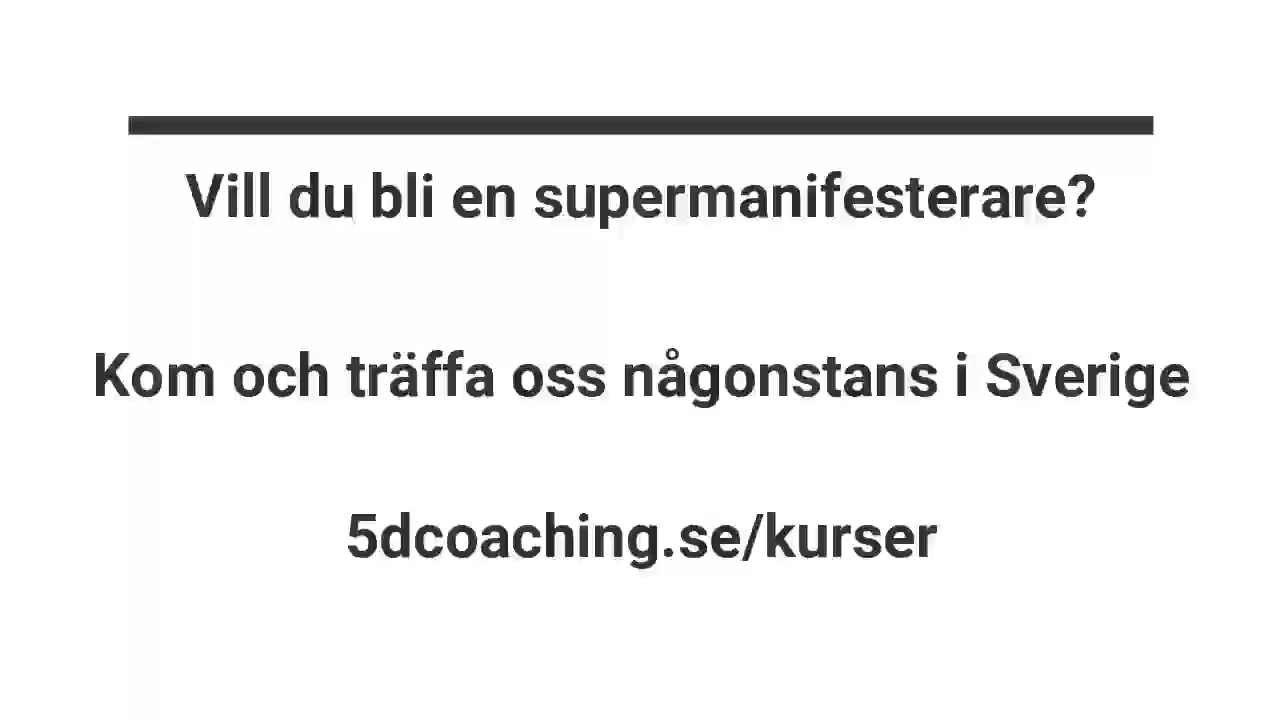 Vill du bli en supermanifesterare?
Kom och träffa oss någonstans i Sverige
5dcoaching.se/kurser